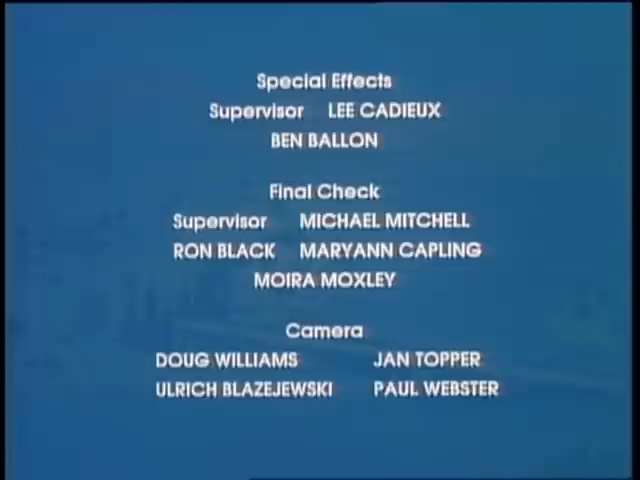 Special Effects
Supervisor LEE CADIEUX
BEN BALLON
Final Check
Supervisor MICHAEL MITCHELL
RON BLACK MARYANN CAPLING
MOIRA MOXLEY
Camera
DOUG WILLIAMS JAN TOPPER
ULRICH BLAZEJEWSKI PAUL WEBSTER